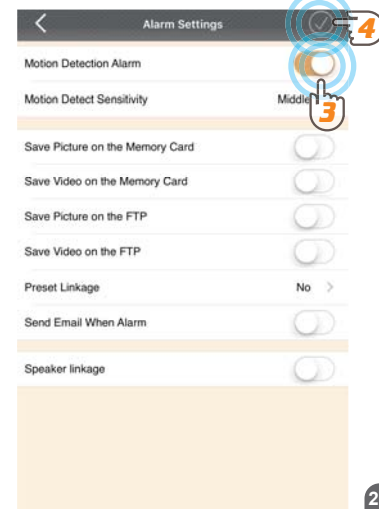 Alarm Settings
4
Motion Detection Alarm
Motion Detect Sensitivity Middle
3
Save Picture on the Memory Card
Save Video on the Memory Card
Save Picture on the FTP
Save Video on the FTP
Preset Linkage No
Send Email When Alarm
Speaker linkage
2